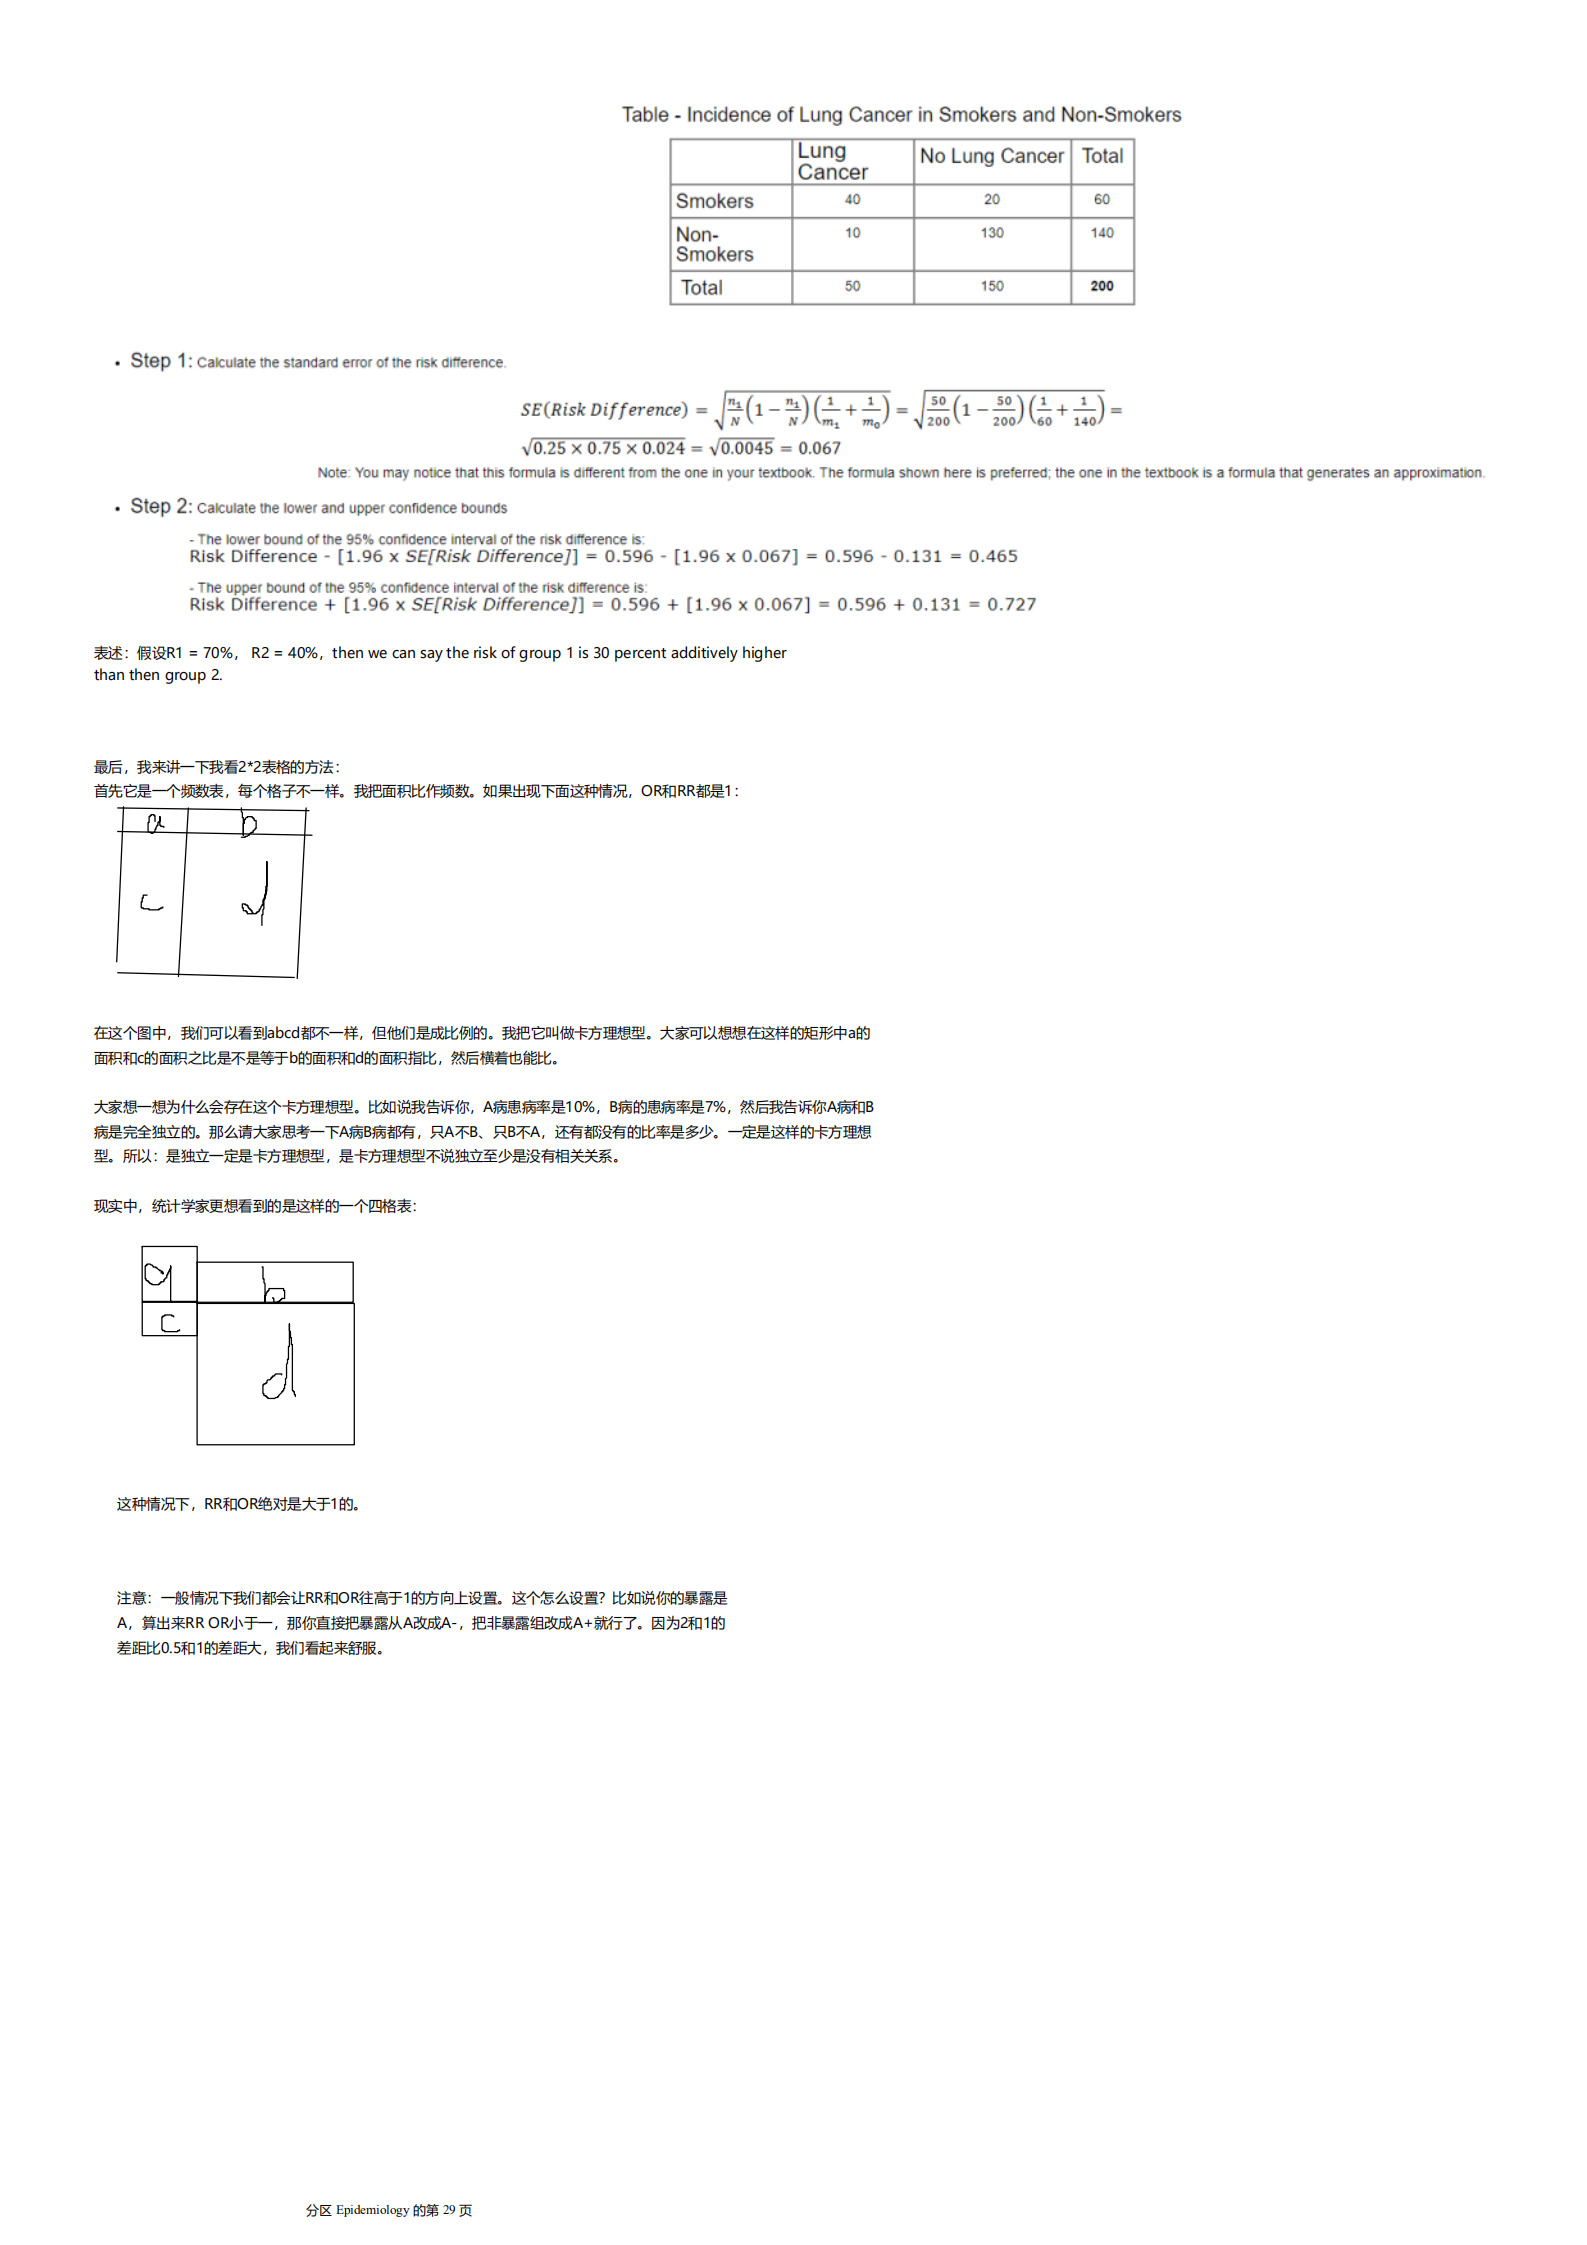 Table - Incidence of Lung Cancer in Smokers and Non-Smokers
Lung Cancer No Lung Cancer Total
Smokers 40 20 60
Non-Smokers 10 130 140
Total 50 150 200
• Step 1: Calculate the standard error of the risk difference.
SE(Risk Difference) = √(n₁/N (1 − n₁/N)(1/m₁ + 1/m₀)) = √(50/200 (1 − 50/200)(1/60 + 1/140)) =
√(0.25 × 0.75 × 0.024) = √0.0045 = 0.067
Note: You may notice that this formula is different from the one in your textbook. The formula shown here is preferred; the one in the textbook is a formula that generates an approximation.
• Step 2: Calculate the lower and upper confidence bounds
- The lower bound of the 95% confidence interval of the risk difference is:
Risk Difference - [1.96 x SE[Risk Difference]] = 0.596 - [1.96 x 0.067] = 0.596 - 0.131 = 0.465
- The upper bound of the 95% confidence interval of the risk difference is:
Risk Difference + [1.96 x SE[Risk Difference]] = 0.596 + [1.96 x 0.067] = 0.596 + 0.131 = 0.727
表述：假设R1 = 70%， R2 = 40%，then we can say the risk of group 1 is 30 percent additively higher
than then group 2.
最后，我来讲一下我看2*2表格的方法：
首先它是一个频数表，每个格子不一样。我把面积比作频数。如果出现下面这种情况，OR和RR都是1：
a b
c d
在这个图中，我们可以看到abcd都不一样，但他们是成比例的。我把它叫做卡方理想型。大家可以想想在这样的矩形中a的
面积和c的面积之比是不是等于b的面积和d的面积指比，然后横着也能比。
大家想一想为什么会存在这个卡方理想型。比如说我告诉你，A病患病率是10%，B病的患病率是7%，然后我告诉你A病和B
病是完全独立的。那么请大家思考一下A病B病都有，只A不B、只B不A，还有都没有的比率是多少。一定是这样的卡方理想
型。所以：是独立一定是卡方理想型，是卡方理想型不说独立至少是没有相关关系。
现实中，统计学家更想看到的是这样的一个四格表：
a b
c d
这种情况下，RR和OR绝对是大于1的。
注意：一般情况下我们都会让RR和OR往高于1的方向上设置。这个怎么设置？比如说你的暴露是
A，算出来RR OR小于一，那你直接把暴露从A改成A-，把非暴露组改成A+就行了。因为2和1的
差距比0.5和1的差距大，我们看起来舒服。
分区 Epidemiology 的第 29 页